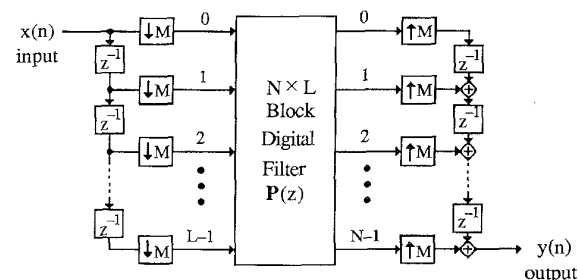 x(n)
input
z⁻¹
z⁻¹
z⁻¹
↓M
↓M
↓M
↓M
0
1
2
L–1
N × L
Block
Digital
Filter
P(z)
0
1
2
N–1
↑M
↑M
↑M
↑M
z⁻¹
z⁻¹
z⁻¹
+
+
+
y(n)
output